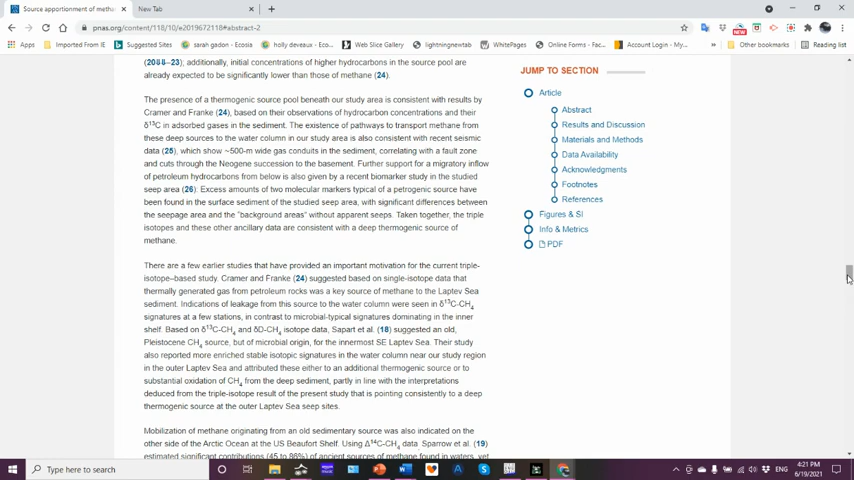 Source apportionment of metha
New Tab
pnas.org/content/118/10/e2019672118#abstract-2
Apps
Imported From IE
Suggested Sites
sarah gadon - Ecosia
holly deveaux - Eco...
Web Slice Gallery
lightningnewtab
WhitePages
Online Forms - Fac...
Account Login - My...
Other bookmarks
Reading list
additionally, initial concentrations of higher hydrocarbons in the source pool are
already expected to be significantly lower than those of methane (24).
The presence of a thermogenic source pool beneath our study area is consistent with results by
Cramer and Franke (24), based on their observations of hydrocarbon concentrations and their
δ13C in adsorbed gases in the sediment. The existence of pathways to transport methane from
these deep sources to the water column in our study area is also consistent with recent seismic
data (25), which show ~500-m wide gas conduits in the sediment, correlating with a fault zone
and cuts through the Neogene succession to the basement. Further support for a migratory inflow
of petroleum hydrocarbons from below is also given by a recent biomarker study in the studied
seep area (26): Excess amounts of two molecular markers typical of a petrogenic source have
been found in the surface sediment of the studied seep area, with significant differences between
the seepage area and the "background areas" without apparent seeps. Taken together, the triple
isotopes and these other ancillary data are consistent with a deep thermogenic source of
methane.
There are a few earlier studies that have provided an important motivation for the current triple-
isotope–based study. Cramer and Franke (24) suggested based on single-isotope data that
thermally generated gas from petroleum rocks was a key source of methane to the Laptev Sea
sediment. Indications of leakage from this source to the water column were seen in δ13C-CH4
signatures at a few stations, in contrast to microbial-typical signatures dominating in the inner
shelf. Based on δ13C-CH4 and δD-CH4 isotope data, Sapart et al. (18) suggested an old,
Pleistocene CH4 source, but of microbial origin, for the innermost SE Laptev Sea. Their study
also reported more enriched stable isotopic signatures in the water column near our study region
in the outer Laptev Sea and attributed these either to an additional thermogenic source or to
substantial oxidation of CH4 from the deep sediment, partly in line with the interpretations
deduced from the triple-isotope result of the present study that is pointing consistently to a deep
thermogenic source at the outer Laptev Sea seep sites.
Mobilization of methane originating from an old sedimentary source was also indicated on the
other side of the Arctic Ocean at the US Beaufort Shelf. Using Δ14C-CH4 data, Sparrow et al. (19)
estimated significant contributions (45 to 86%) of ancient sources of methane found in waters, yet
JUMP TO SECTION
Article
Abstract
Results and Discussion
Materials and Methods
Data Availability
Acknowledgments
Footnotes
References
Figures & SI
Info & Metrics
PDF
Type here to search
ENG
4:21 PM
6/19/2021